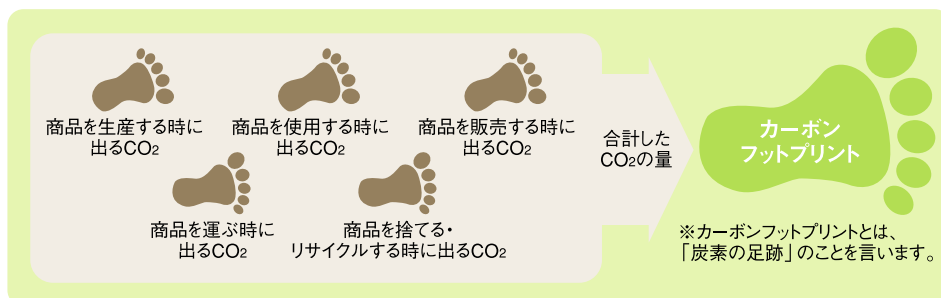 商品を生産する時に
出るCO2
商品を使用する時に
出るCO2
商品を販売する時に
出るCO2
商品を運ぶ時に
出るCO2
商品を捨てる・
リサイクルする時に出るCO2
合計した
CO2の量
カーボン
フットプリント
※カーボンフットプリントとは、
「炭素の足跡」のことを言います。